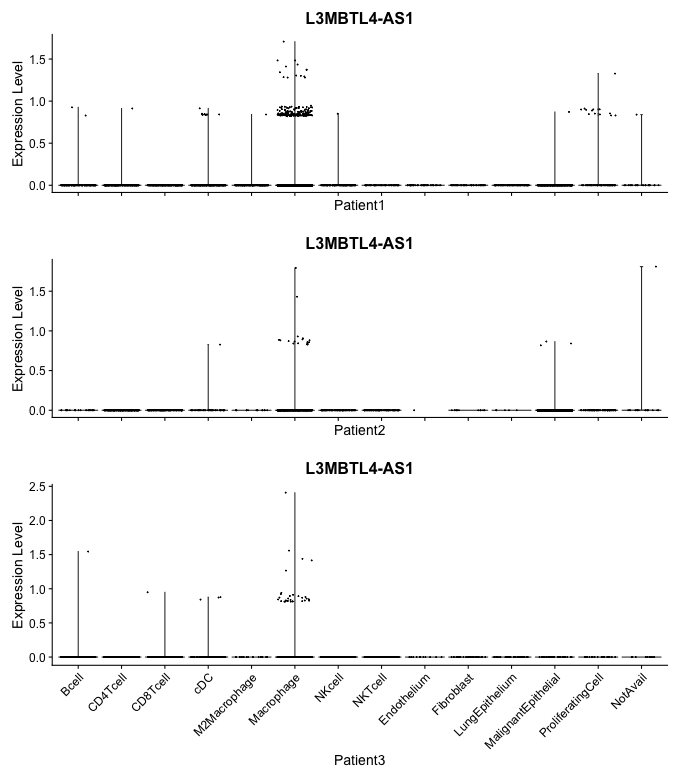 L3MBTL4-AS1
Expression Level
1.5
1.0
0.5
0.0
Patient1
L3MBTL4-AS1
Expression Level
1.5
1.0
0.5
0.0
Patient2
L3MBTL4-AS1
Expression Level
2.5
2.0
1.5
1.0
0.5
0.0
Bcell
CD4Tcell
CD8Tcell
cDC
M2Macrophage
Macrophage
NKcell
NKTcell
Endothelium
Fibroblast
LungEpithelium
MalignantEpithelial
ProliferatingCell
NotAvail
Patient3